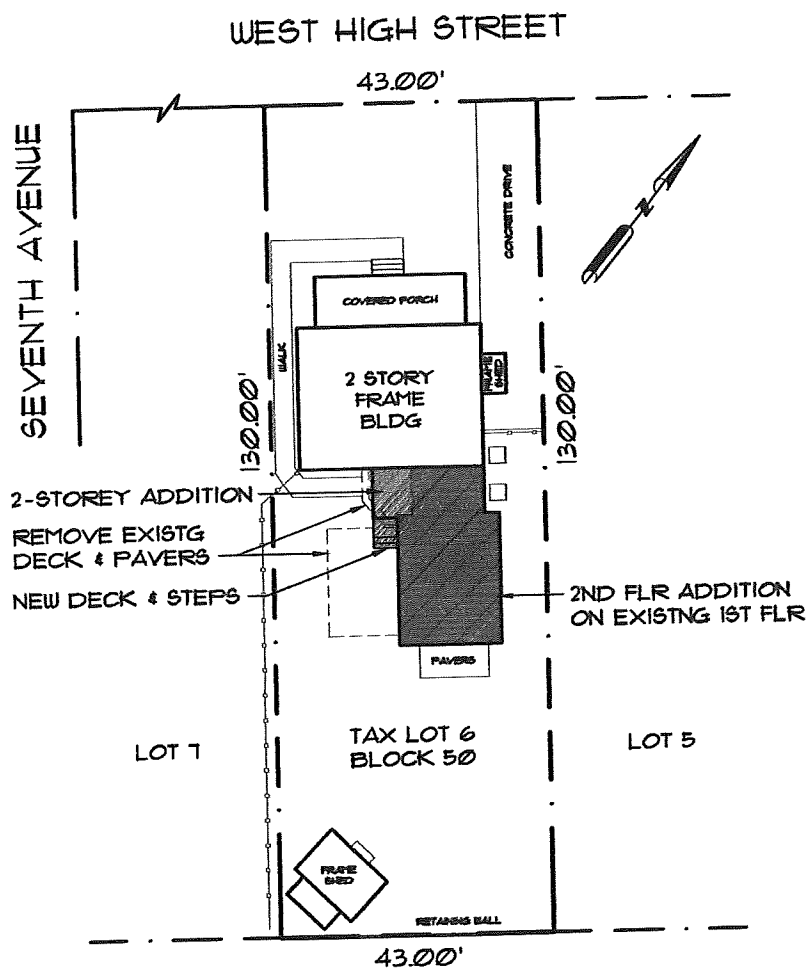 WEST HIGH STREET
43.00'
SEVENTH AVENUE
CONCRETE DRIVE
N
COVERED PORCH
WALK
2 STORY
FRAME
BLDG
FRAME
SHED
130.00'
130.00'
2-STOREY ADDITION
REMOVE EXIST'G
DECK & PAVERS
NEW DECK & STEPS
2ND FLR ADDITION
ON EXISTNG 1ST FLR
PAVERS
LOT 7
TAX LOT 6
BLOCK 50
LOT 5
FRAME
SHED
RETAINING WALL
43.00'